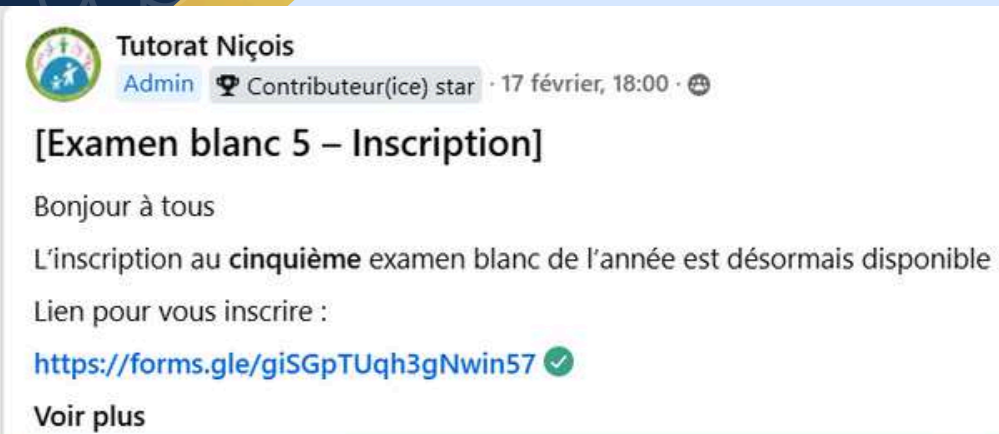 Tutorat Niçois
Admin Contributeur(ice) star · 17 février, 18:00 ·
[Examen blanc 5 – Inscription]
Bonjour à tous
L'inscription au cinquième examen blanc de l'année est désormais disponible
Lien pour vous inscrire :
https://forms.gle/giSGpTUqh3gNwin57
Voir plus